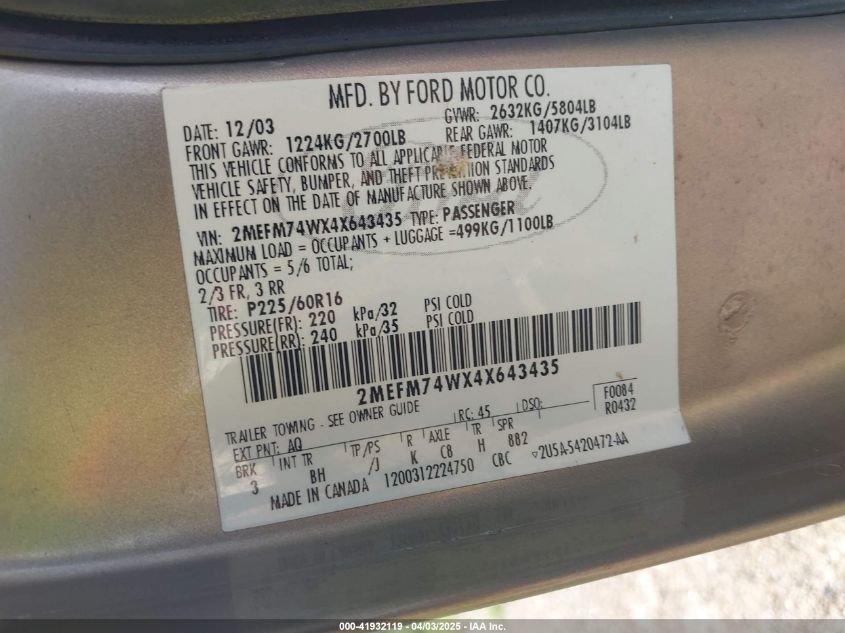 MFD. BY FORD MOTOR CO.
DATE: 12/03 GVWR: 2632KG/5804LB
FRONT GAWR: 1224KG/2700LB REAR GAWR: 1407KG/3104LB
THIS VEHICLE CONFORMS TO ALL APPLICABLE FEDERAL MOTOR
VEHICLE SAFETY, BUMPER, AND THEFT PREVENTION STANDARDS
IN EFFECT ON THE DATE OF MANUFACTURE SHOWN ABOVE.
VIN: 2MEFM74WX4X643435 TYPE: PASSENGER
MAXIMUM LOAD = OCCUPANTS + LUGGAGE =499KG/1100LB
OCCUPANTS = 5/6 TOTAL;
2/3 FR, 3 RR
TIRE: P225/60R16
PRESSURE(FR): 220 kPa/32 PSI COLD
PRESSURE(RR): 240 kPa/35 PSI COLD
2MEFM74WX4X643435
TRAILER TOWING - SEE OWNER GUIDE RC: 45 DSO: F0084
EXT PNT: AQ R0432
BRK INT TR TP/PS R AXLE TR SPR
3 BH /J K C8 H 882
MADE IN CANADA 1200312224750 CBC 2U5A-5420472-AA
000-41932119 - 04/03/2025 - IAA Inc.